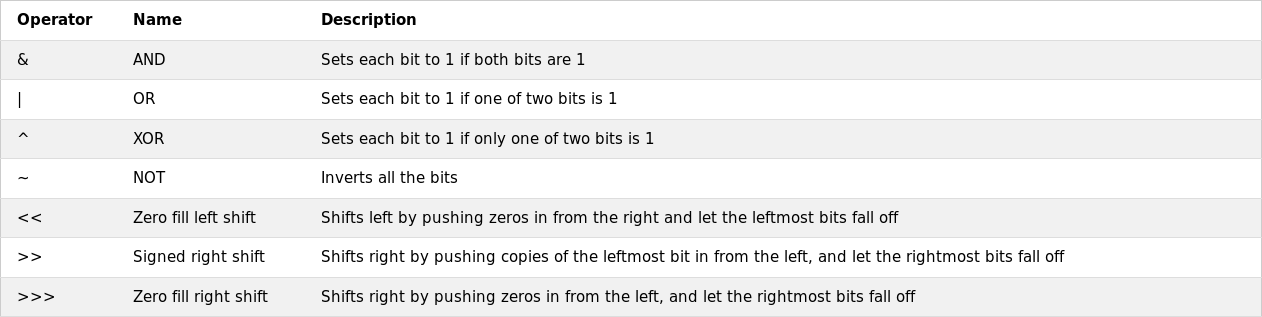 Operator Name Description
& AND Sets each bit to 1 if both bits are 1
| OR Sets each bit to 1 if one of two bits is 1
^ XOR Sets each bit to 1 if only one of two bits is 1
~ NOT Inverts all the bits
<< Zero fill left shift Shifts left by pushing zeros in from the right and let the leftmost bits fall off
>> Signed right shift Shifts right by pushing copies of the leftmost bit in from the left, and let the rightmost bits fall off
>>> Zero fill right shift Shifts right by pushing zeros in from the left, and let the rightmost bits fall off